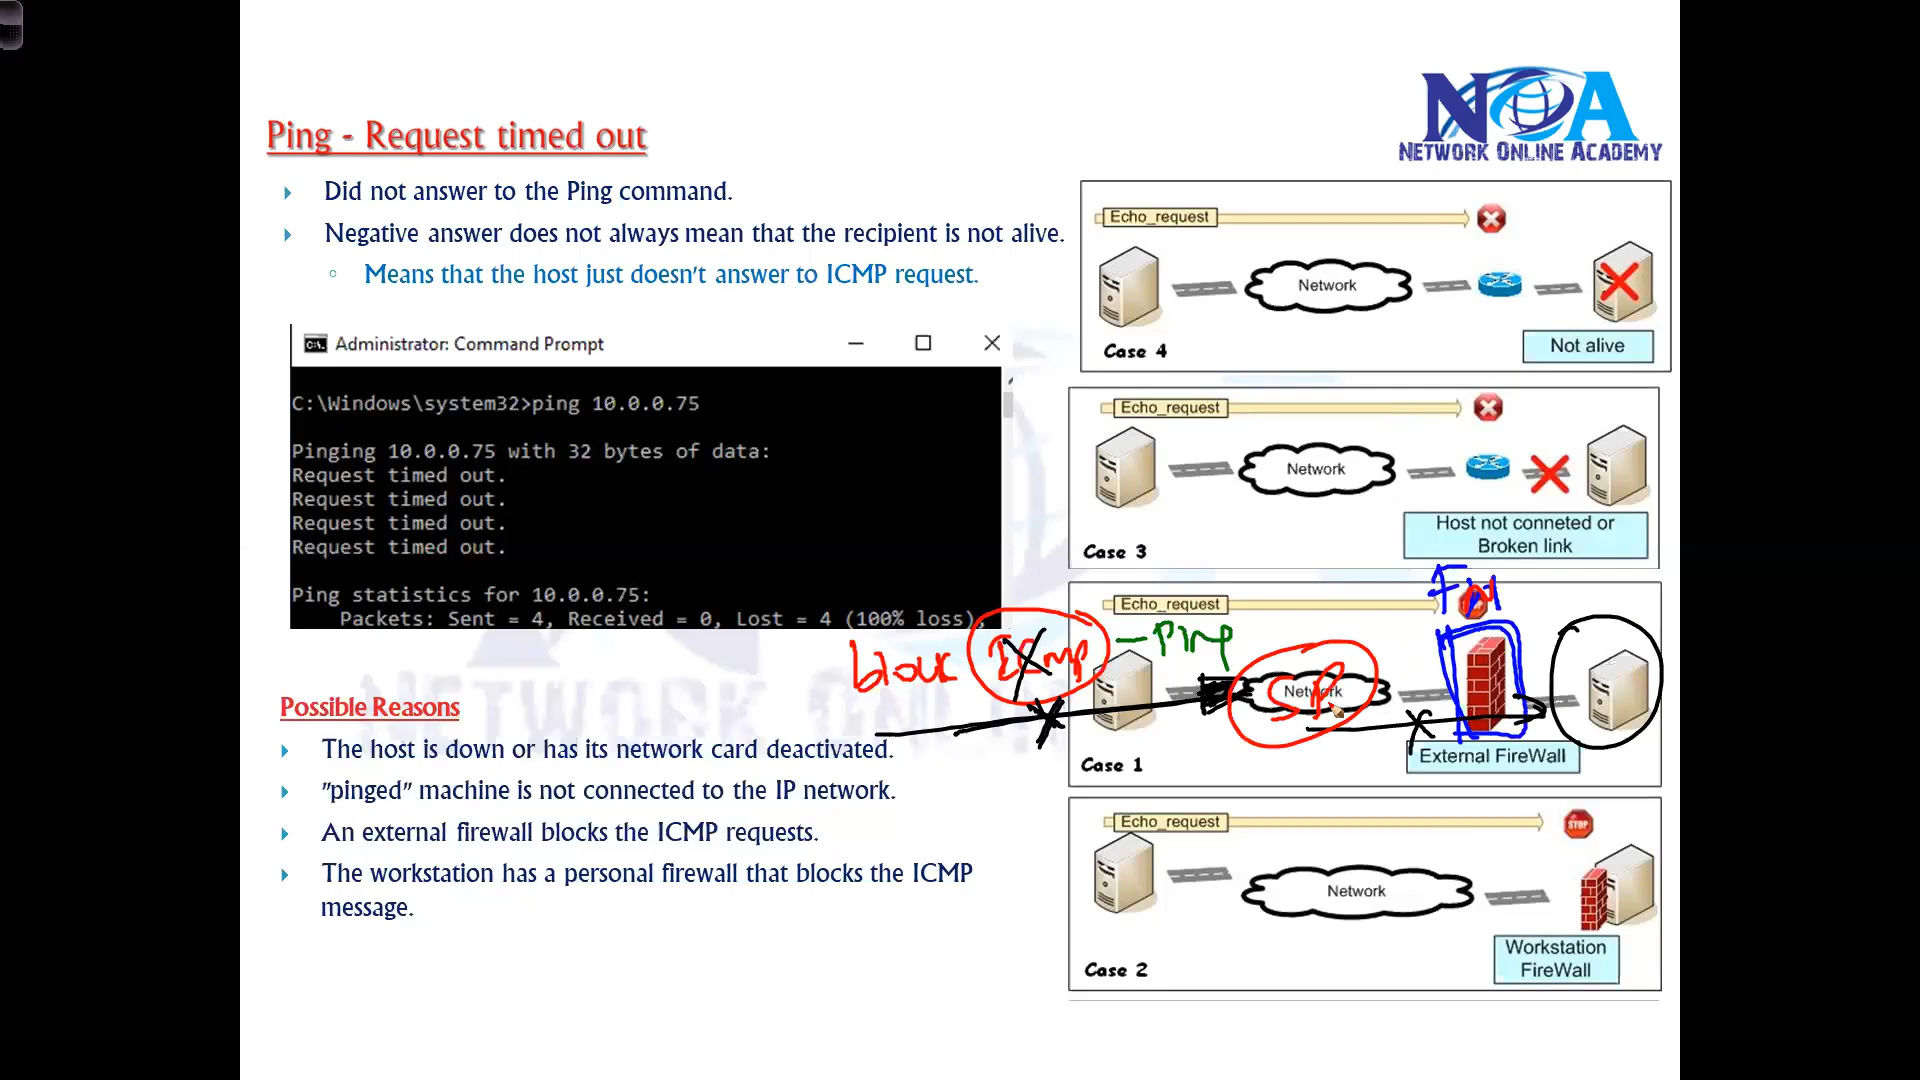 NOA
NETWORK ONLINE ACADEMY
Ping - Request timed out
Did not answer to the Ping command.
Negative answer does not always mean that the recipient is not alive.
Means that the host just doesn't answer to ICMP request.
Administrator: Command Prompt
C:\Windows\system32>ping 10.0.0.75
Pinging 10.0.0.75 with 32 bytes of data:
Request timed out.
Request timed out.
Request timed out.
Request timed out.
Ping statistics for 10.0.0.75:
Packets: Sent = 4, Received = 0, Lost = 4 (100% loss),
Possible Reasons
The host is down or has its network card deactivated.
"pinged" machine is not connected to the IP network.
An external firewall blocks the ICMP requests.
The workstation has a personal firewall that blocks the ICMP
message.
Echo_request
Network
Case 4
Not alive
Echo_request
Network
Case 3
Host not conneted or
Broken link
Echo_request
block ICMP - Ping
Network
SP
External FireWall
Case 1
Echo_request
STOP
Network
Case 2
Workstation
FireWall